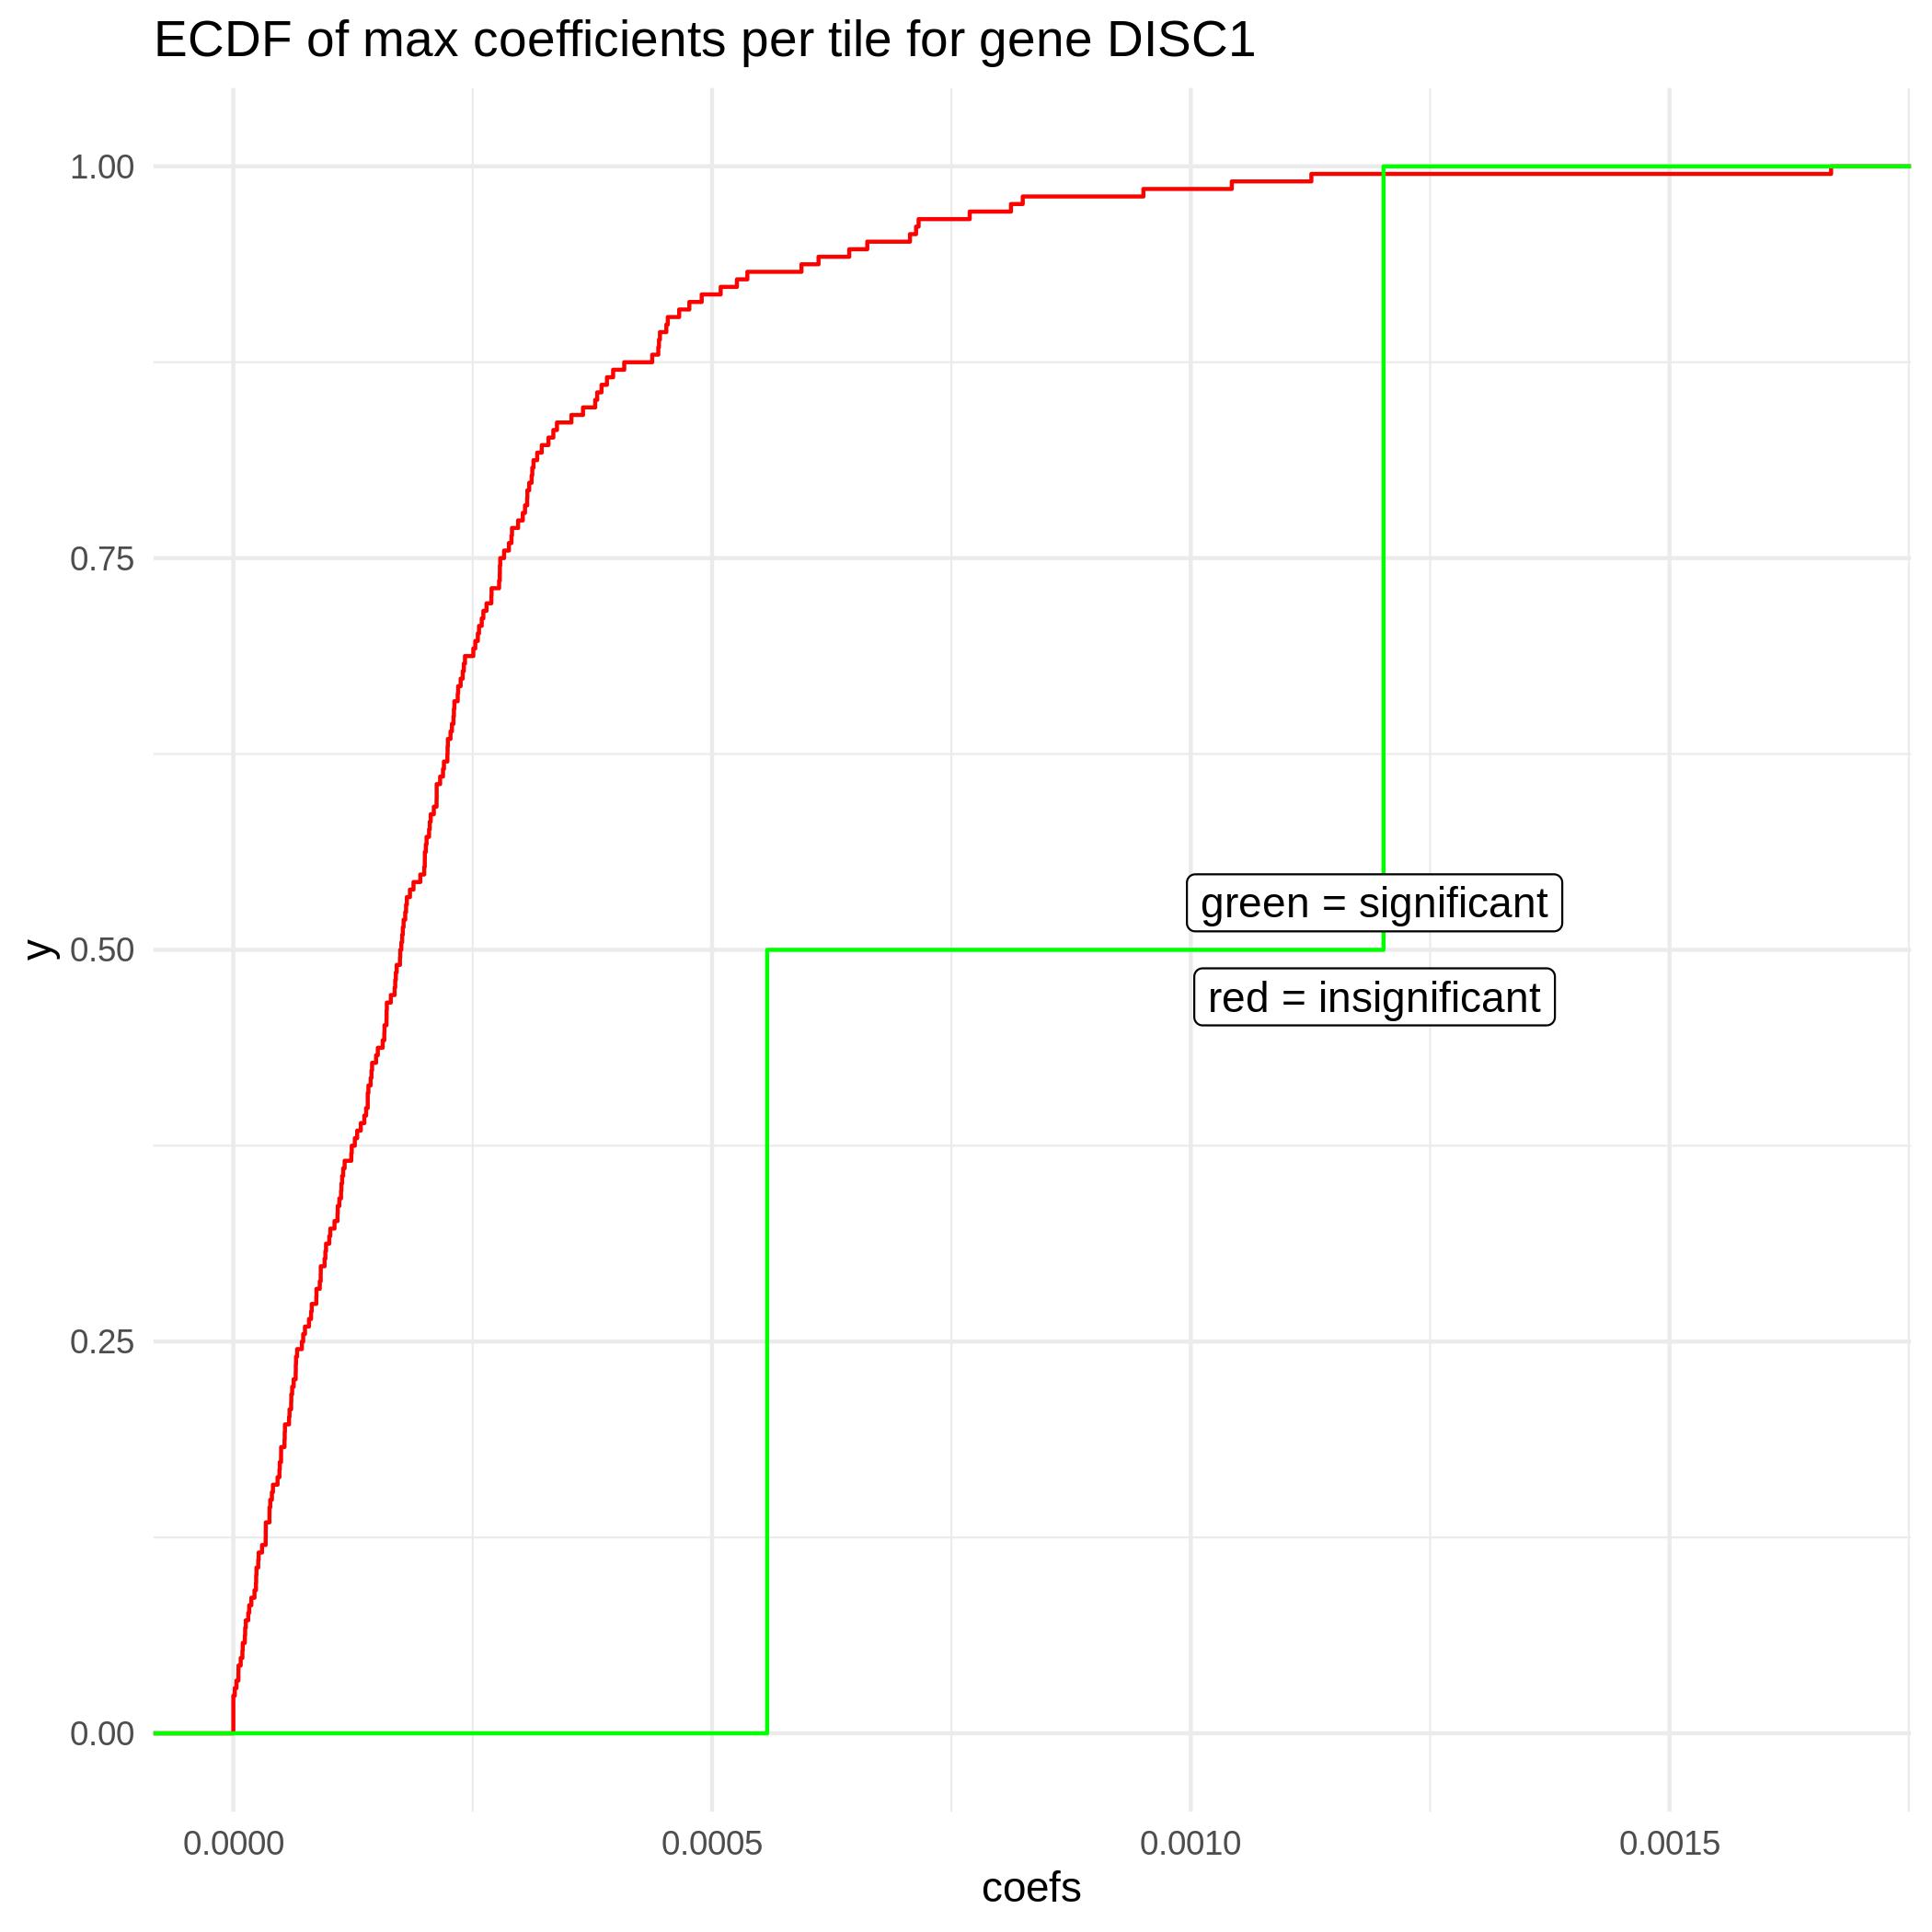 ECDF of max coefficients per tile for gene DISC1
1.00
0.75
0.50
0.25
0.00
y
green = significant
red = insignificant
0.0000
0.0005
0.0010
0.0015
coefs